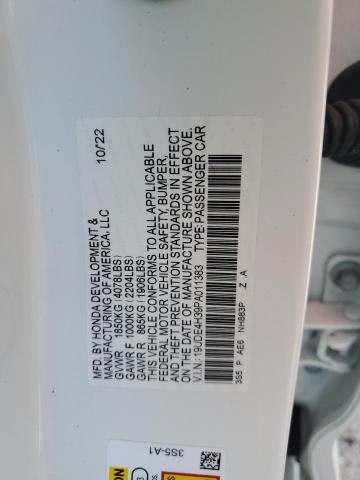 MFD. BY HONDA DEVELOPMENT & 10/22
MANUFACTURING OF AMERICA, LLC
GVWR 1850KG (4078LBS)
GAWR F 1000KG (2204LBS)
GAWR R 865KG (1906LBS)
THIS VEHICLE CONFORMS TO ALL APPLICABLE
FEDERAL MOTOR VEHICLE SAFETY, BUMPER,
AND THEFT PREVENTION STANDARDS IN EFFECT
ON THE DATE OF MANUFACTURE SHOWN ABOVE.
V.I.N.: 19UDE4H39PA011383 TYPE:PASSENGER CAR
3S5 P AE6 NH883P Z .A
3S5-A1